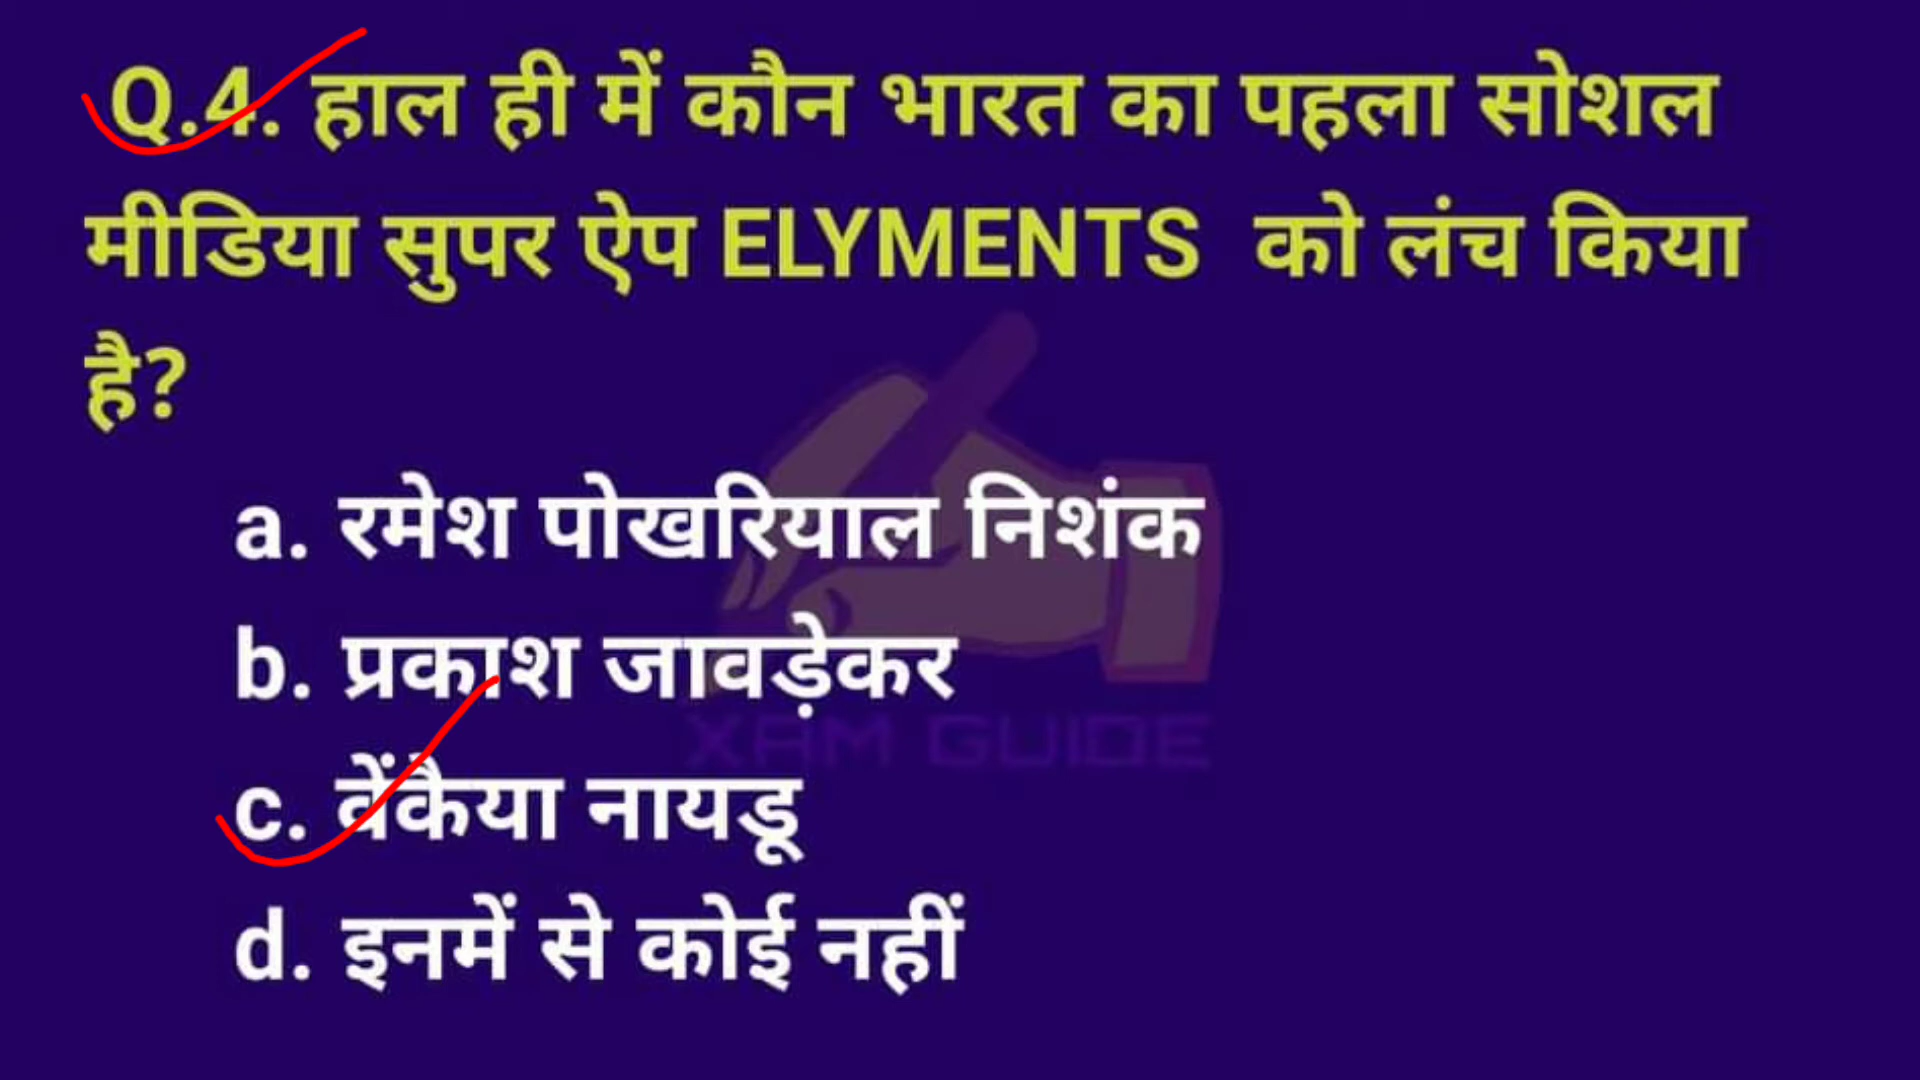 Q.4. हाल ही में कौन भारत का पहला सोशल
मीडिया सुपर ऐप ELYMENTS को लंच किया
है?
a. रमेश पोखरियाल निशंक
b. प्रकाश जावड़ेकर
c. वेंकैया नायडू
d. इनमें से कोई नहीं
XAM GUIDE